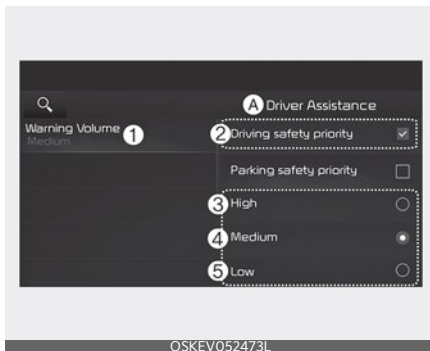 A Driver Assistance
Warning Volume 1
Medium
2 Driving safety priority
Parking safety priority
3 High
4 Medium
5 Low
OSKEV052473L